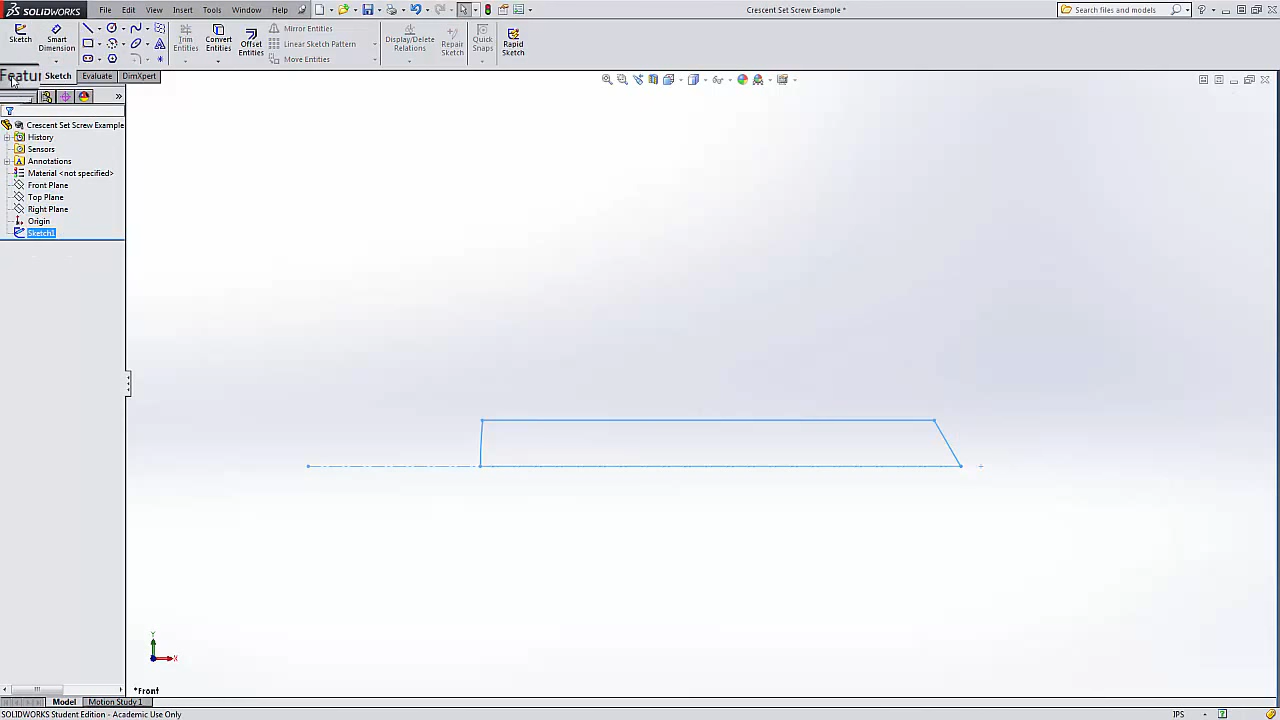 SOLIDWORKS
File Edit View Insert Tools Window Help
Crescent Set Screw Example *
Search files and models
Sketch
Smart Dimension
Trim Entities
Convert Entities
Offset Entities
Mirror Entities
Linear Sketch Pattern
Move Entities
Display/Delete Relations
Repair Sketch
Quick Snaps
Rapid Sketch
Featur Sketch Evaluate DimXpert
Crescent Set Screw Example
History
Sensors
Annotations
Material <not specified>
Front Plane
Top Plane
Right Plane
Origin
Sketch1
Y
X
*Front
Model Motion Study 1
SOLIDWORKS Student Edition - Academic Use Only
IPS